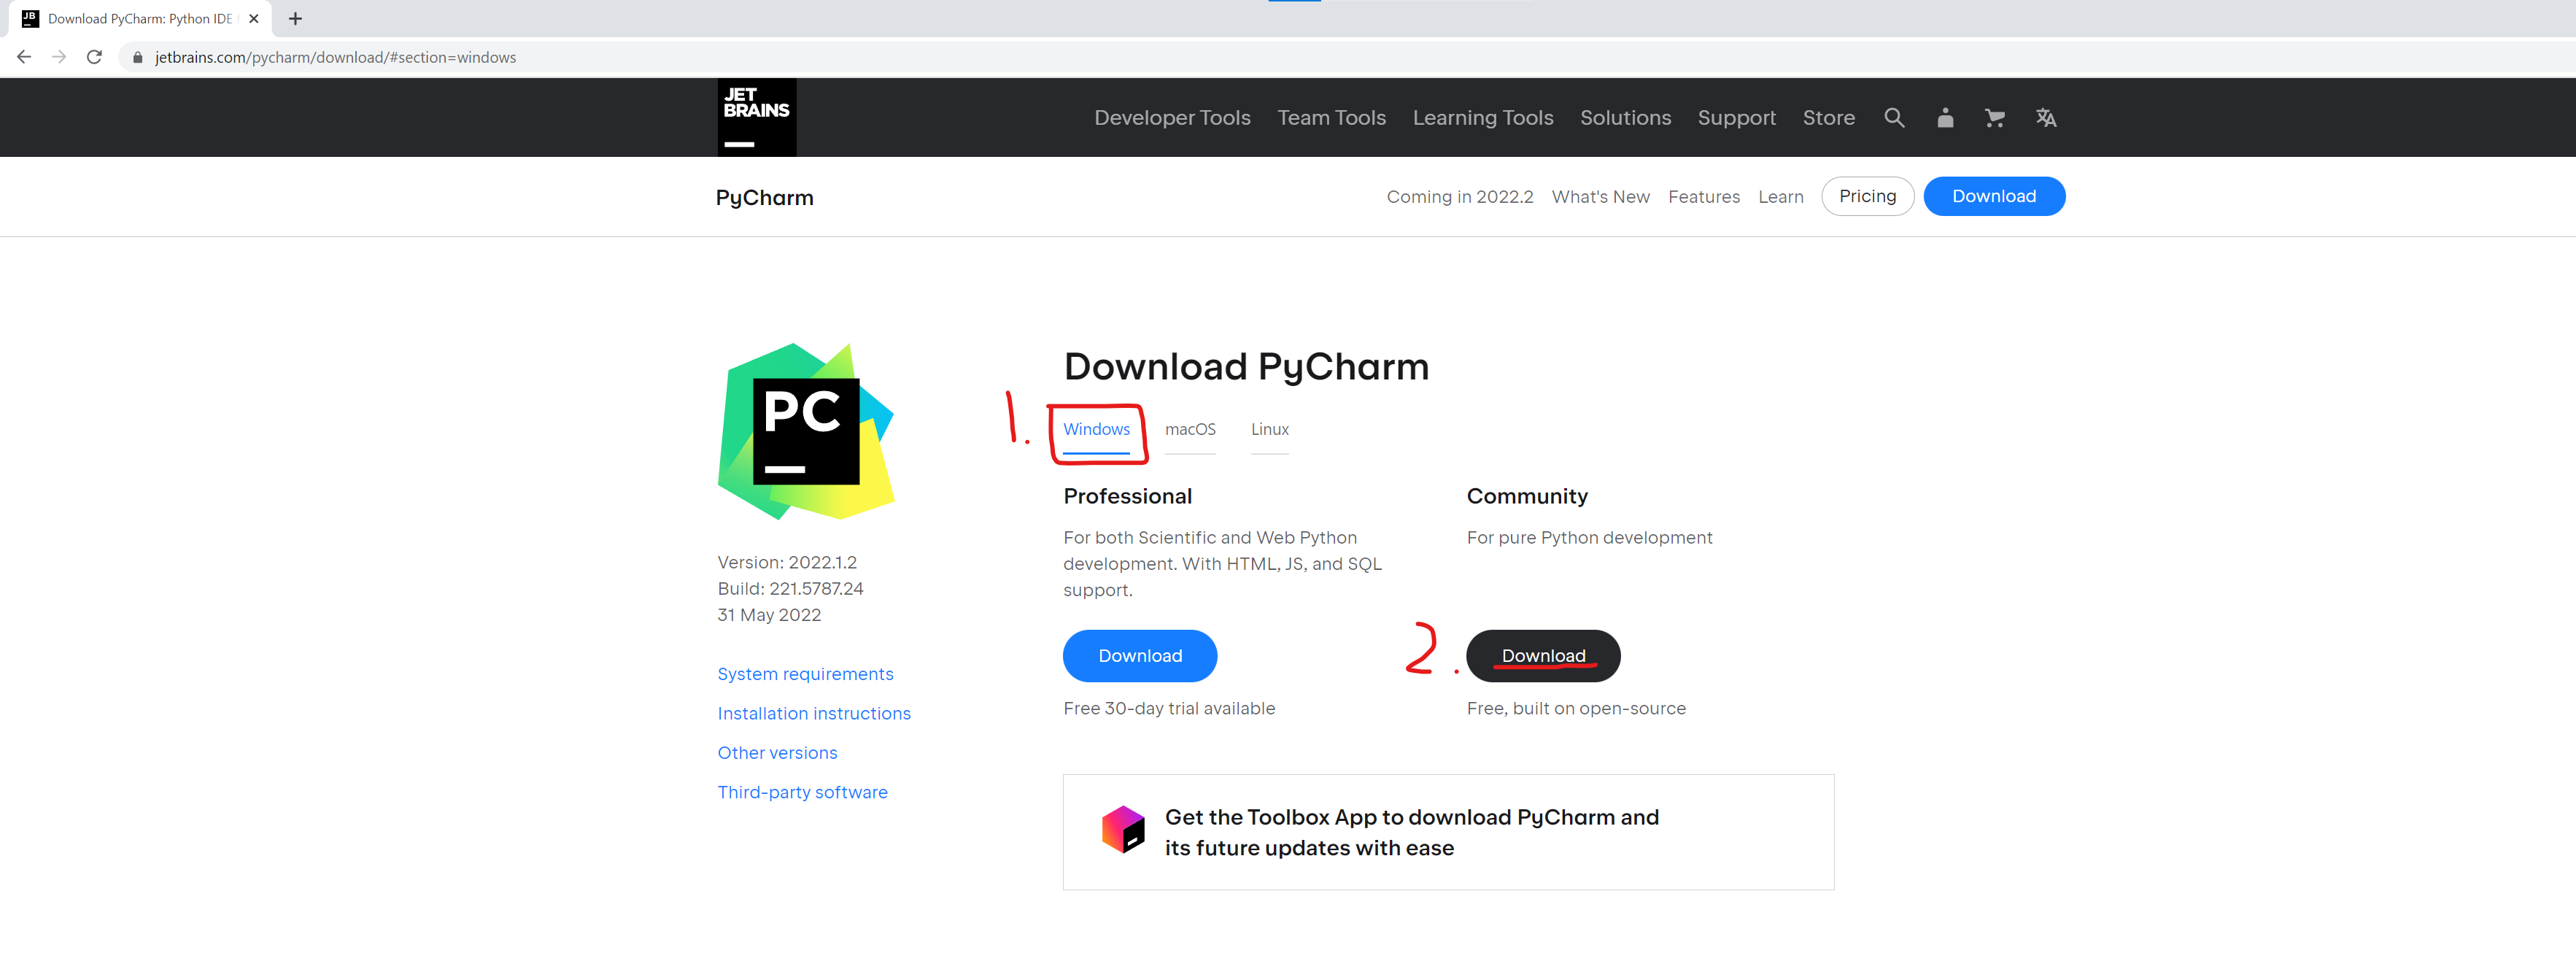 JB Download PyCharm: Python IDE
jetbrains.com/pycharm/download/#section=windows
JET
BRAINS
Developer Tools Team Tools Learning Tools Solutions Support Store
PyCharm
Coming in 2022.2 What's New Features Learn Pricing Download
PC
Version: 2022.1.2
Build: 221.5787.24
31 May 2022
System requirements
Installation instructions
Other versions
Third-party software
Download PyCharm
1. Windows macOS Linux
Professional
For both Scientific and Web Python
development. With HTML, JS, and SQL
support.
Download
Free 30-day trial available
Community
For pure Python development
2. Download
Free, built on open-source
Get the Toolbox App to download PyCharm and
its future updates with ease